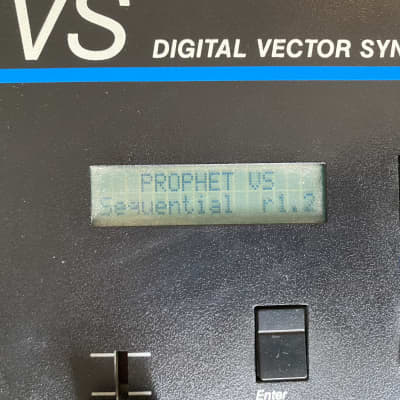 VS DIGITAL VECTOR SYN
PROPHET VS
Sequential r1.2
Enter